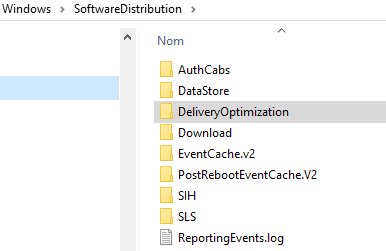 Windows > SoftwareDistribution >
Nom
AuthCabs
DataStore
DeliveryOptimization
Download
EventCache.v2
PostRebootEventCache.V2
SIH
SLS
ReportingEvents.log